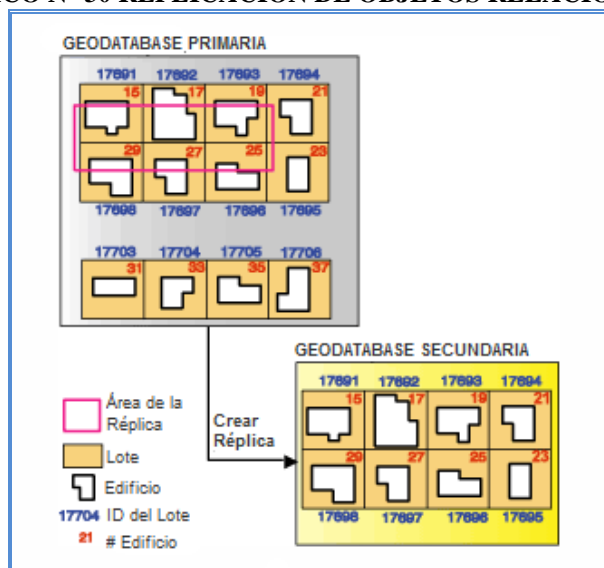 GEODATABASE PRIMARIA
17691 17692 17693 17694
15 17 19 21
29 27 25 23
17698 17697 17696 17695
17703 17704 17705 17706
31 33 35 37
GEODATABASE SECUNDARIA
17691 17692 17693 17694
15 17 19 21
29 27 25 23
17698 17697 17696 17695
Crear
Réplica
Área de la
Réplica
Lote
Edificio
17704 ID del Lote
21 # Edificio